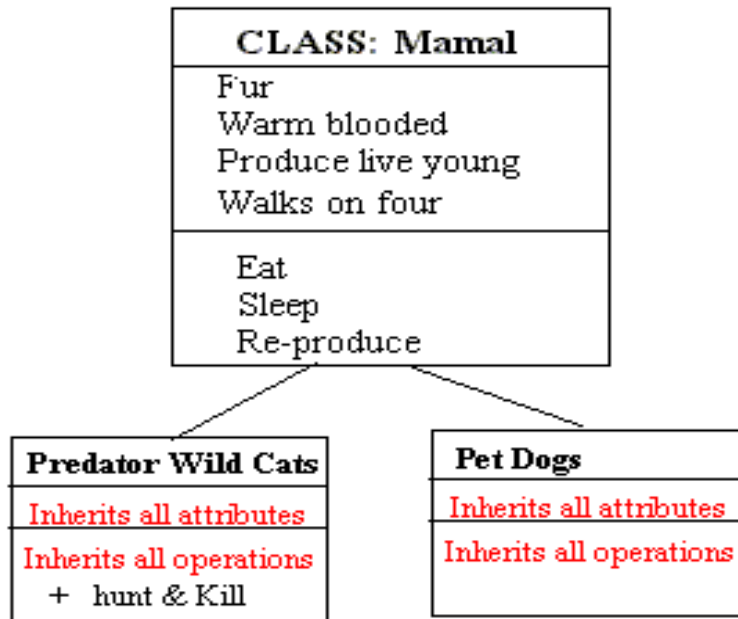 CLASS: Mamal
Fur
Warm blooded
Produce live young
Walks on four
Eat
Sleep
Re-produce
Predator Wild Cats
Inherits all attributes
Inherits all operations
+ hunt & Kill
Pet Dogs
Inherits all attributes
Inherits all operations